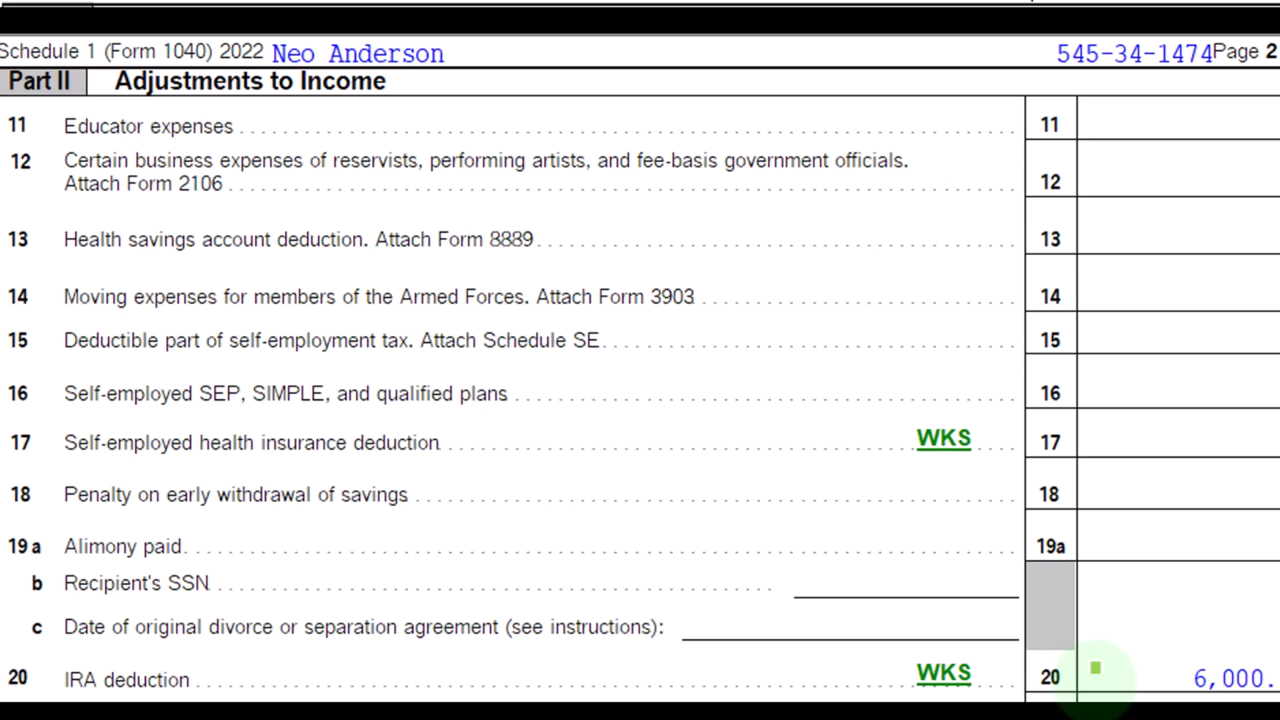 Schedule 1 (Form 1040) 2022 Neo Anderson 545-34-1474 Page 2
Part II Adjustments to Income
11 Educator expenses 11
12 Certain business expenses of reservists, performing artists, and fee-basis government officials.
Attach Form 2106 12
13 Health savings account deduction. Attach Form 8889 13
14 Moving expenses for members of the Armed Forces. Attach Form 3903 14
15 Deductible part of self-employment tax. Attach Schedule SE 15
16 Self-employed SEP, SIMPLE, and qualified plans 16
17 Self-employed health insurance deduction WKS 17
18 Penalty on early withdrawal of savings 18
19a Alimony paid 19a
b Recipient's SSN
c Date of original divorce or separation agreement (see instructions):
20 IRA deduction WKS 20 6,000.